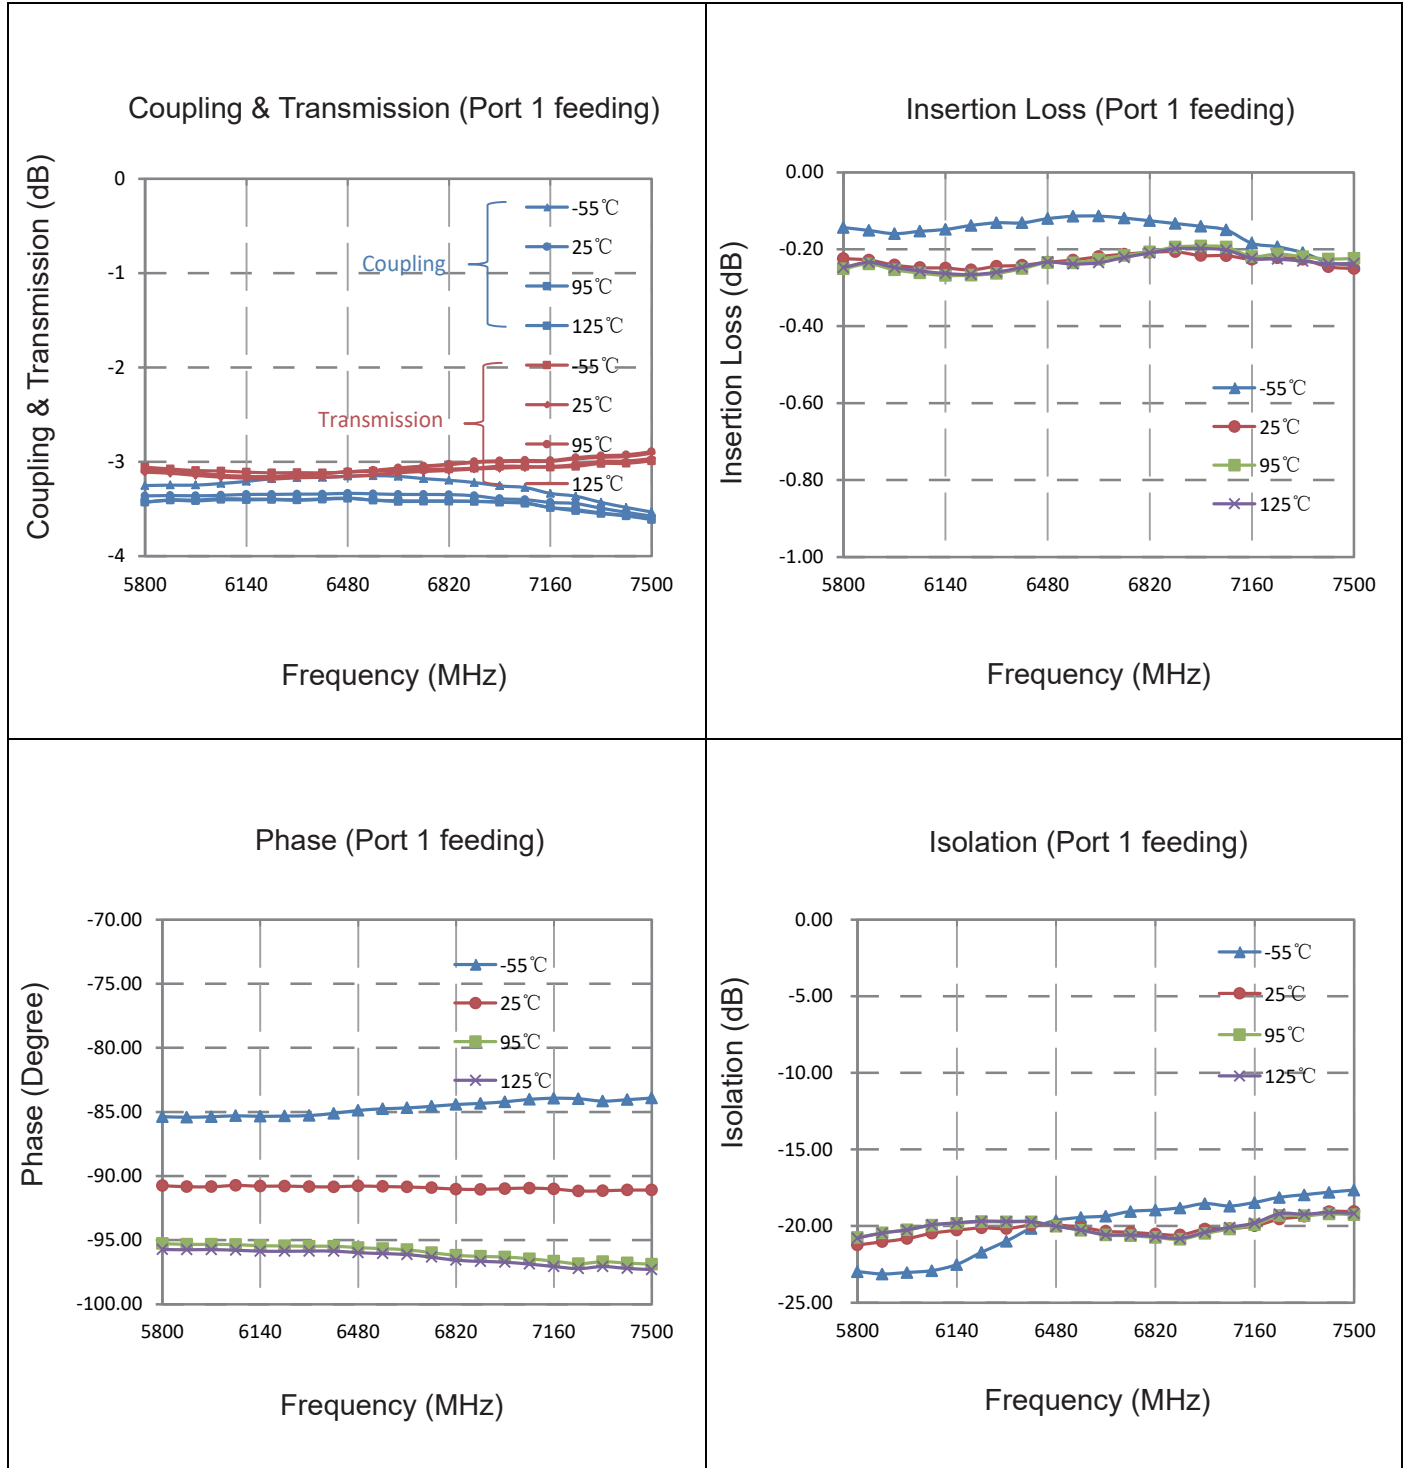 Coupling & Transmission (Port 1 feeding)
Coupling & Transmission (dB)
0
-1
-2
-3
-4
-55℃
25℃
95℃
125℃
Coupling
-55℃
25℃
95℃
125℃
Transmission
5800 6140 6480 6820 7160 7500
Frequency (MHz)
Insertion Loss (Port 1 feeding)
Insertion Loss (dB)
0.00
-0.20
-0.40
-0.60
-0.80
-1.00
-55℃
25℃
95℃
125℃
5800 6140 6480 6820 7160 7500
Frequency (MHz)
Phase (Port 1 feeding)
Phase (Degree)
-70.00
-75.00
-80.00
-85.00
-90.00
-95.00
-100.00
-55℃
25℃
95℃
125℃
5800 6140 6480 6820 7160 7500
Frequency (MHz)
Isolation (Port 1 feeding)
Isolation (dB)
0.00
-5.00
-10.00
-15.00
-20.00
-25.00
-55℃
25℃
95℃
125℃
5800 6140 6480 6820 7160 7500
Frequency (MHz)